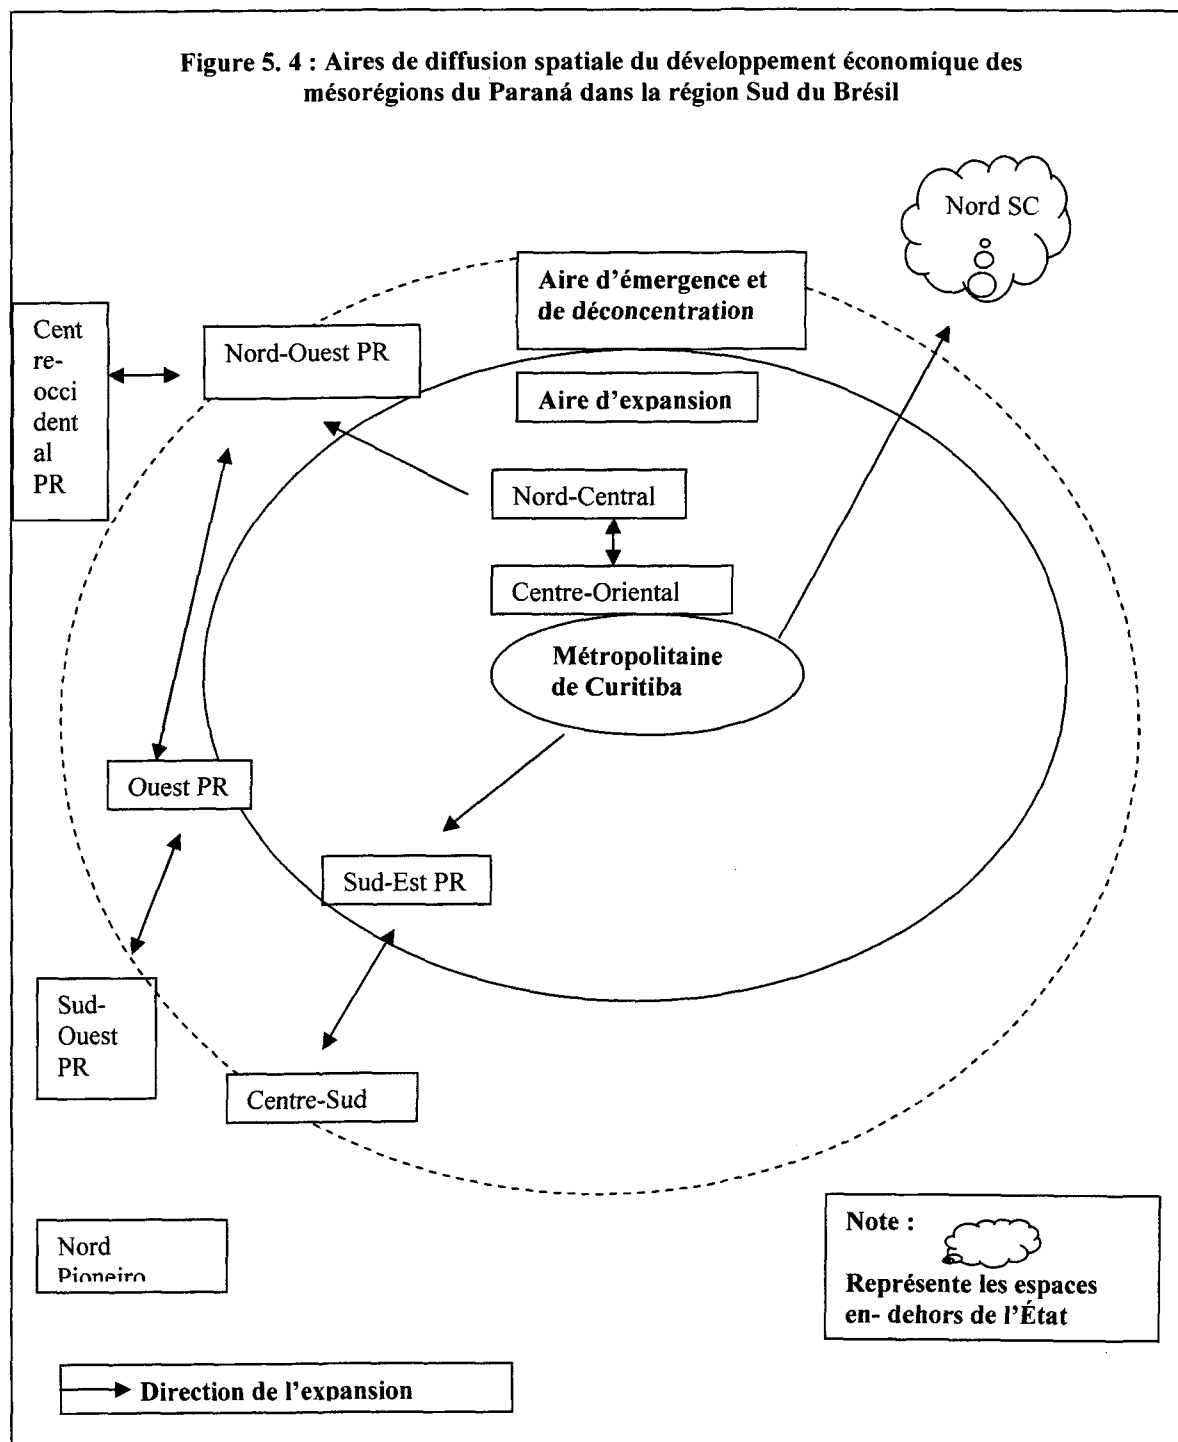 Figure 5. 4 : Aires de diffusion spatiale du développement économique des
mésorégions du Paraná dans la région Sud du Brésil
Nord SC
Aire d'émergence et
de déconcentration
Cent
re-
occi
dent
al
PR
Nord-Ouest PR
Aire d'expansion
Nord-Central
Centre-Oriental
Métropolitaine
de Curitiba
Ouest PR
Sud-Est PR
Sud-
Ouest
PR
Centre-Sud
Nord
Pioneiro
Note :
Représente les espaces
en- dehors de l'État
Direction de l'expansion